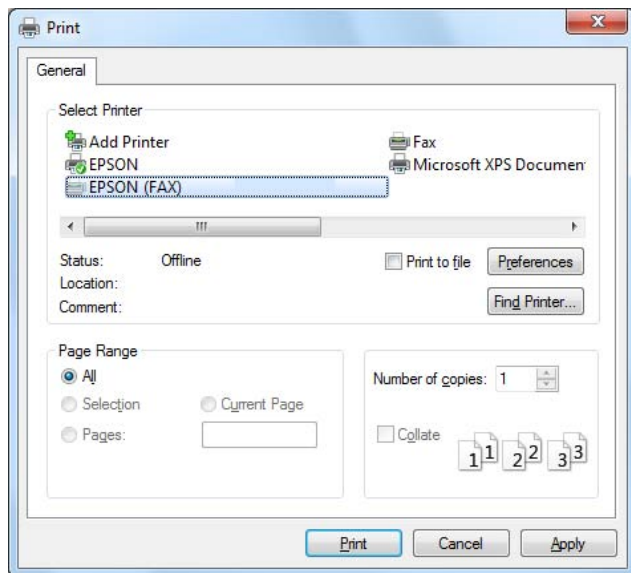 Print
General
Select Printer
Add Printer
EPSON
EPSON (FAX)
Fax
Microsoft XPS Documen
Status: Offline
Location:
Comment:
Print to file
Preferences
Find Printer...
Page Range
All
Selection
Current Page
Pages:
Number of copies: 1
Collate
1 1 2 2 3 3
Print
Cancel
Apply